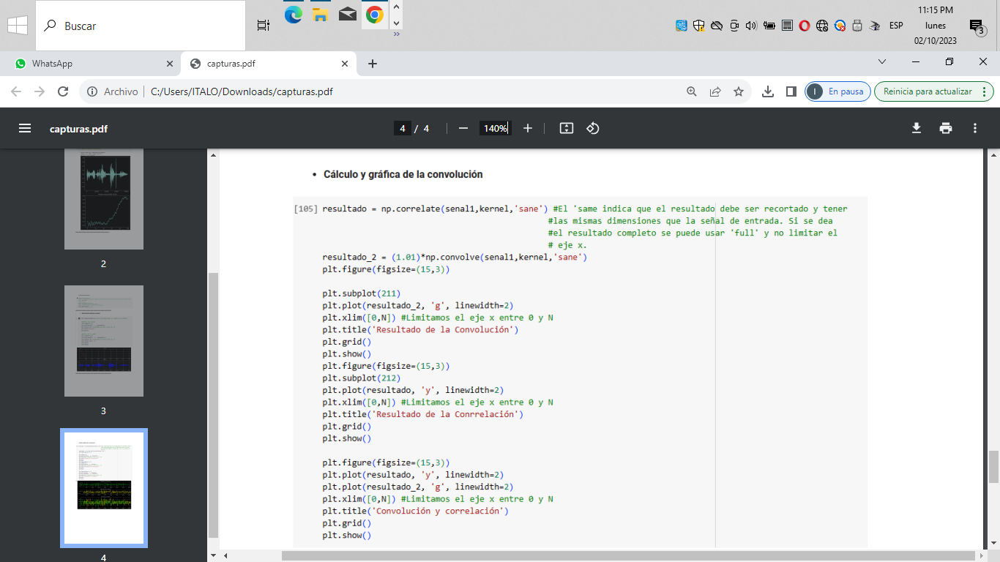 Buscar
11:15 PM
ESP
lunes
02/10/2023
3
WhatsApp
capturas.pdf
Archivo
C:/Users/ITALO/Downloads/capturas.pdf
I
En pausa
Reinicia para actualizar
capturas.pdf
4 / 4
140%
2
3
4
• Cálculo y gráfica de la convolución
[105] resultado = np.correlate(senal1,kernel,'sane') #El 'same indica que el resultado debe ser recortado y tener
#las mismas dimensiones que la señal de entrada. Si se dea
#el resultado completo se puede usar 'full' y no limitar el
# eje x.
resultado_2 = (1.01)*np.convolve(senal1,kernel,'sane')
plt.figure(figsize=(15,3))
plt.subplot(211)
plt.plot(resultado_2, 'g', linewidth=2)
plt.xlim([0,N]) #Limitamos el eje x entre 0 y N
plt.title('Resultado de la Convolución')
plt.grid()
plt.show()
plt.figure(figsize=(15,3))
plt.subplot(212)
plt.plot(resultado, 'y', linewidth=2)
plt.xlim([0,N]) #Limitamos el eje x entre 0 y N
plt.title('Resultado de la Conrrelación')
plt.grid()
plt.show()
plt.figure(figsize=(15,3))
plt.plot(resultado, 'y', linewidth=2)
plt.plot(resultado_2, 'g', linewidth=2)
plt.xlim([0,N]) #Limitamos el eje x entre 0 y N
plt.title('Convolución y correlación')
plt.grid()
plt.show()